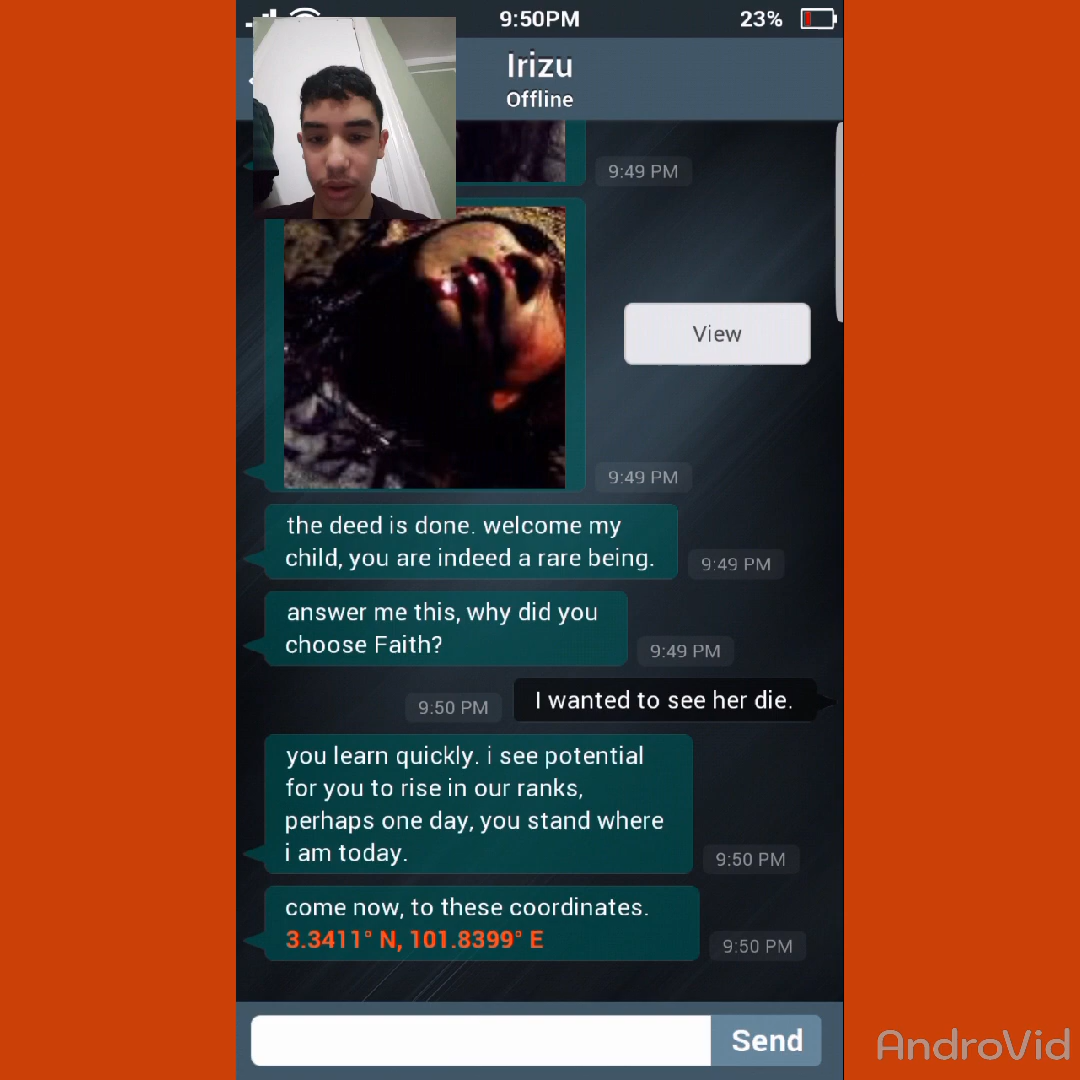 9:50PM
23%
Irizu
Offline
9:49 PM
View
9:49 PM
the deed is done. welcome my
child, you are indeed a rare being.
9:49 PM
answer me this, why did you
choose Faith?
9:49 PM
I wanted to see her die.
9:50 PM
you learn quickly. i see potential
for you to rise in our ranks,
perhaps one day, you stand where
i am today.
9:50 PM
come now, to these coordinates.
3.3411° N, 101.8399° E
9:50 PM
Send
AndroVid